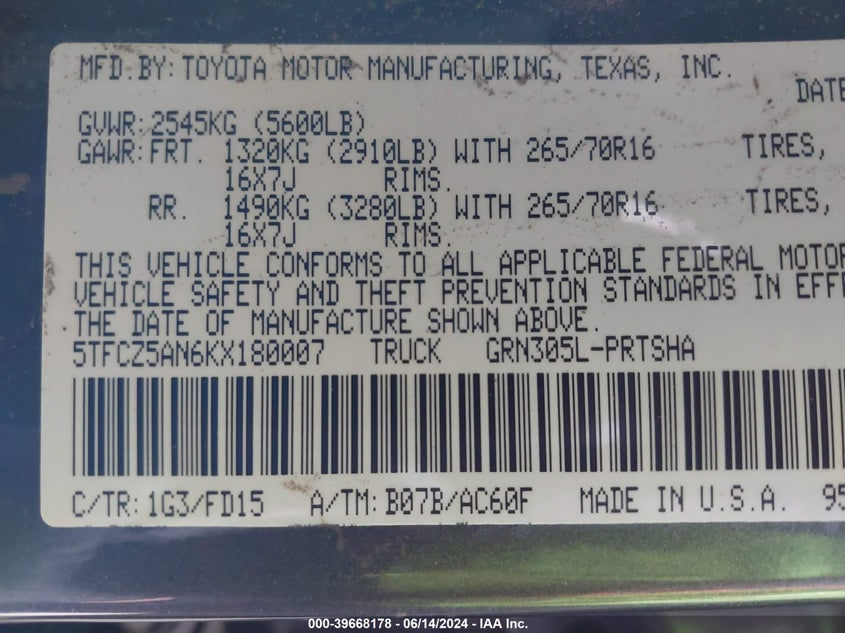 MFD.BY: TOYOTA MOTOR MANUFACTURING, TEXAS, INC.
DATE
GVWR: 2545KG (5600LB)
GAWR: FRT. 1320KG (2910LB) WITH 265/70R16 TIRES,
16X7J RIMS.
RR. 1490KG (3280LB) WITH 265/70R16 TIRES,
16X7J RIMS.
THIS VEHICLE CONFORMS TO ALL APPLICABLE FEDERAL MOTOR
VEHICLE SAFETY AND THEFT PREVENTION STANDARDS IN EFFE
THE DATE OF MANUFACTURE SHOWN ABOVE.
5TFCZ5AN6KX180007 TRUCK GRN305L-PRTSHA
C/TR: 1G3/FD15 A/TM: B07B/AC60F MADE IN U.S.A. 95
000-39668178 - 06/14/2024 - IAA Inc.